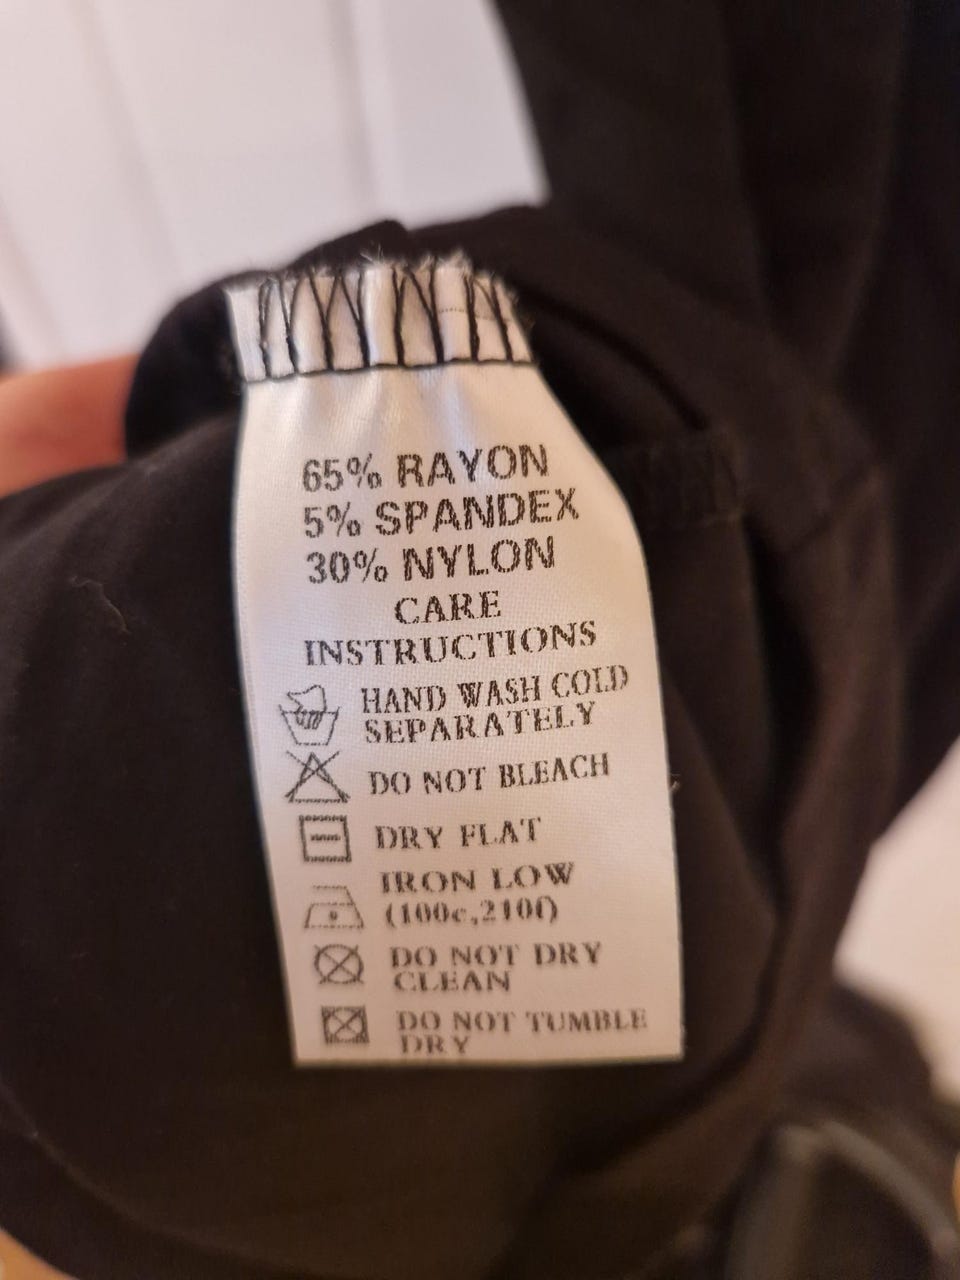 65% RAYON
5% SPANDEX
30% NYLON
CARE
INSTRUCTIONS
HAND WASH COLD
SEPARATELY
DO NOT BLEACH
DRY FLAT
IRON LOW
(100c,210f)
DO NOT DRY
CLEAN
DO NOT TUMBLE
DRY